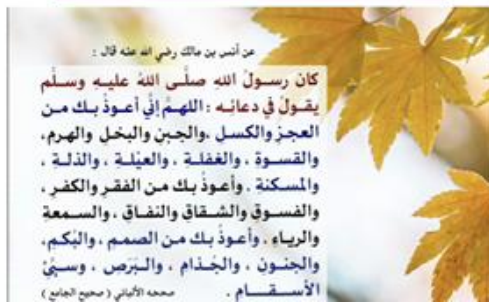 عن أنس بن مالك رضي الله عنه قال :
كان رسولُ اللهِ صلَّى اللهُ عليهِ وسلَّم
يقولُ في دعائِه : اللهمَّ إنِّي أعوذُ بك من
العجزِ والكسلِ ،والجبنِ والبخلِ والهرمِ،
والقسوةِ ، والغفلةِ ، والعيْلةِ ، والذلةِ ،
والمسكنةِ . وأعوذُ بك من الفقرِ والكفرِ ،
والفسوقِ والشقاقِ والنفاقِ ، والسمعةِ
والرياءِ . وأعوذُ بك من الصممِ ، والبُكمِ،
والجنونِ ، والجُذامِ ، والبَرَصِ ، وسيِّئِ
الأسقامِ .
صححه الألباني ( صحيح الجامع )